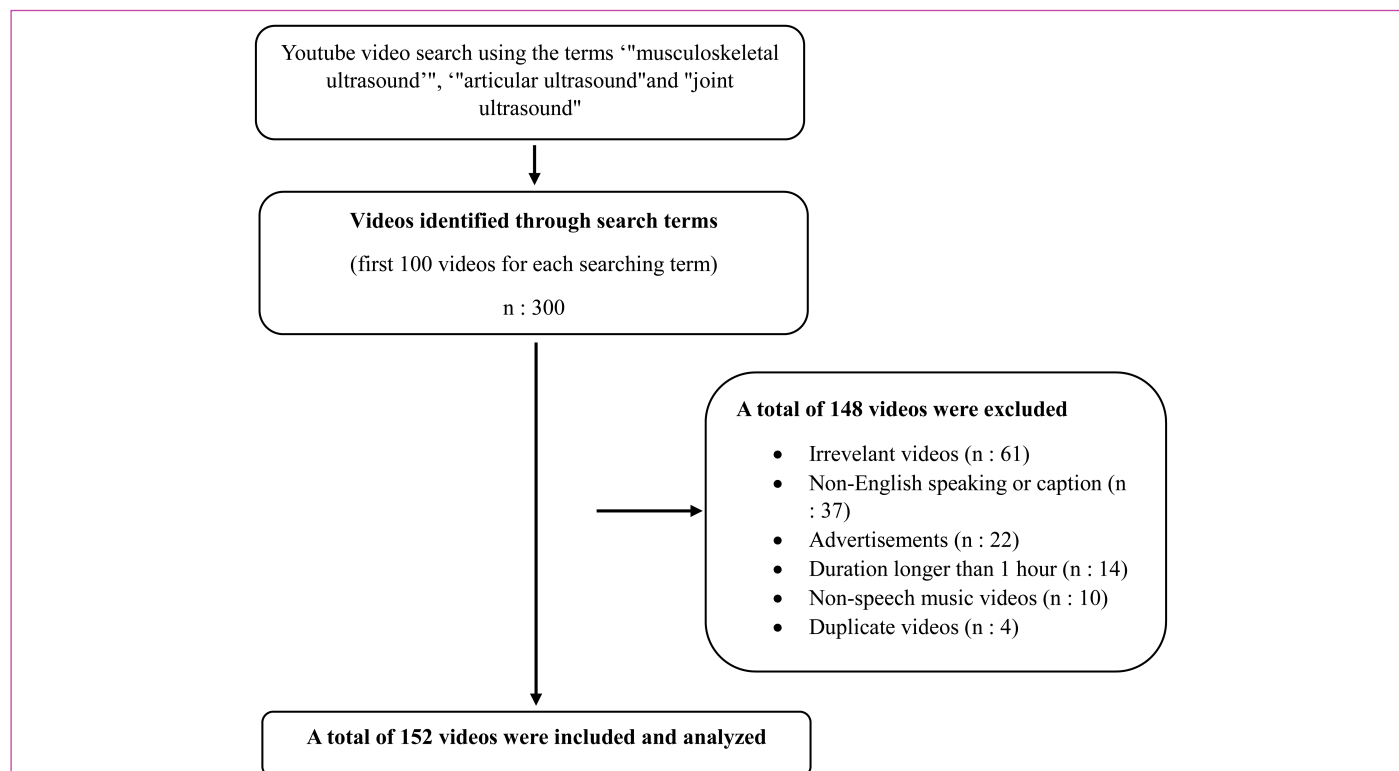 Youtube video search using the terms ‘"musculoskeletal
ultrasound’", ‘"articular ultrasound"and "joint
ultrasound"
Videos identified through search terms
(first 100 videos for each searching term)
n : 300
A total of 148 videos were excluded
• Irrevelant videos (n : 61)
• Non-English speaking or caption (n
: 37)
• Advertisements (n : 22)
• Duration longer than 1 hour (n : 14)
• Non-speech music videos (n : 10)
• Duplicate videos (n : 4)
A total of 152 videos were included and analyzed